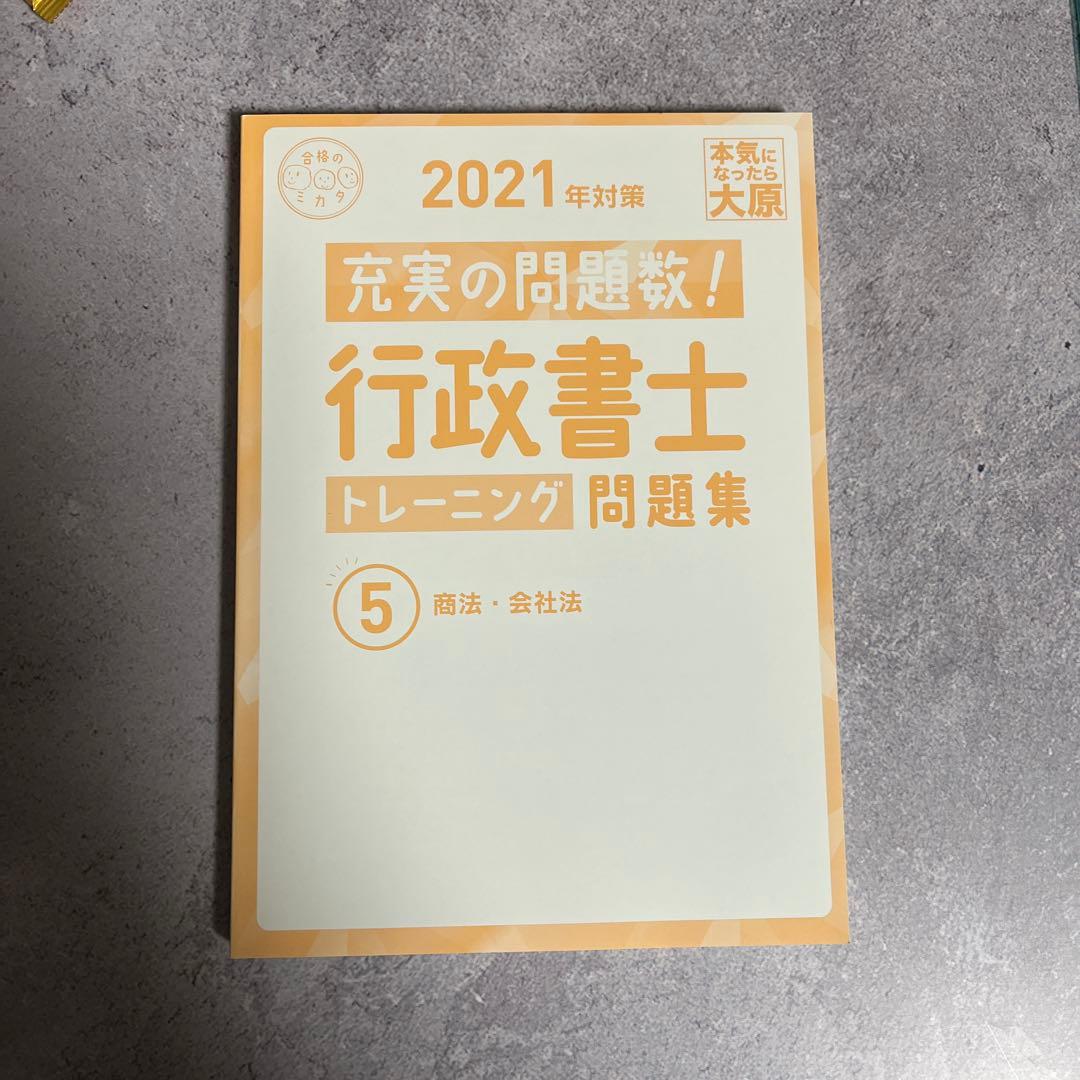 合格の
ミカタ
2021年対策
本気に
なったら
大原
充実の問題数!
行政書士
トレーニング 問題集
5 商法・会社法